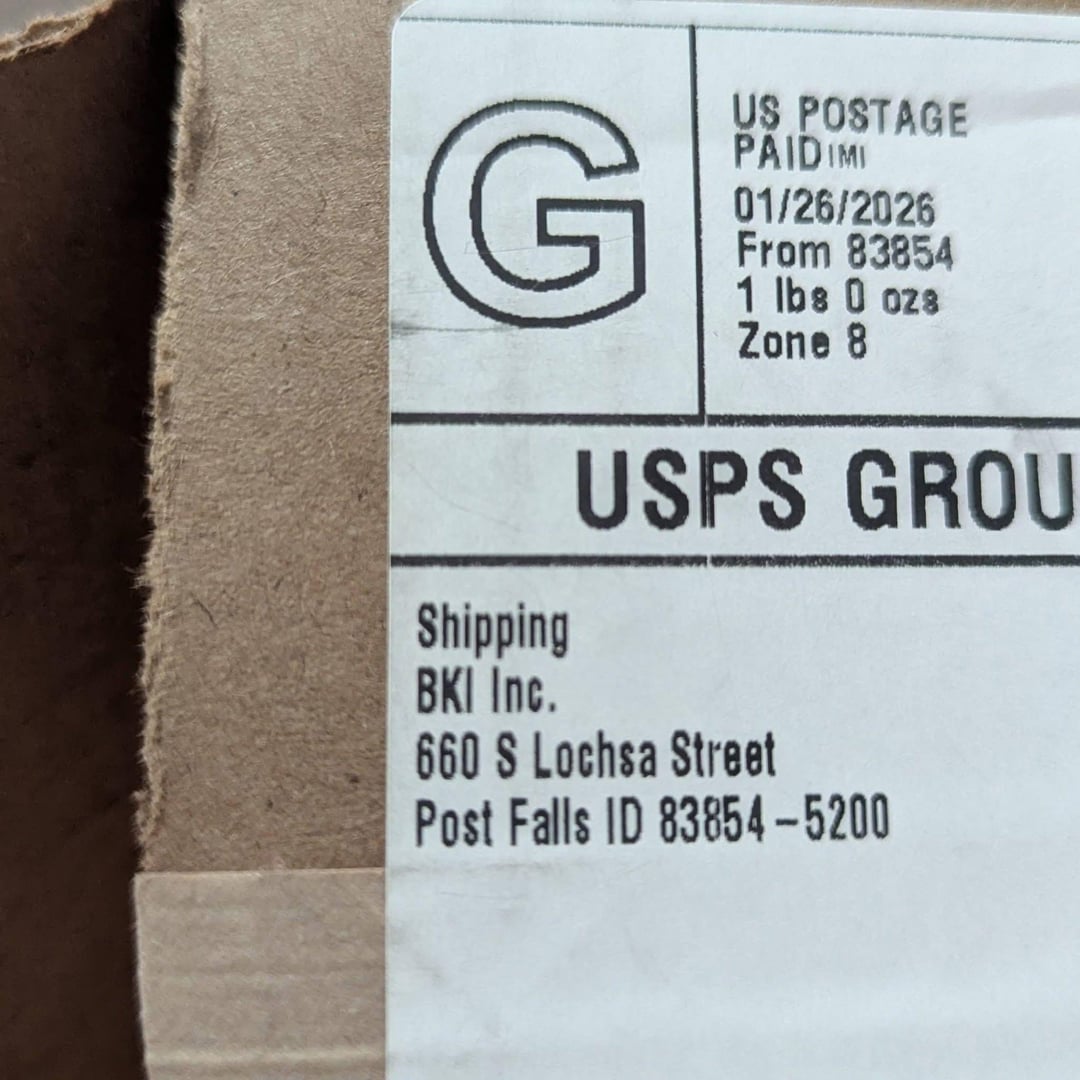 G
US POSTAGE
PAID IMI
01/26/2026
From 83854
1 lbs 0 ozs
Zone 8
USPS GROU
Shipping
BKI Inc.
660 S Lochsa Street
Post Falls ID 83854-5200